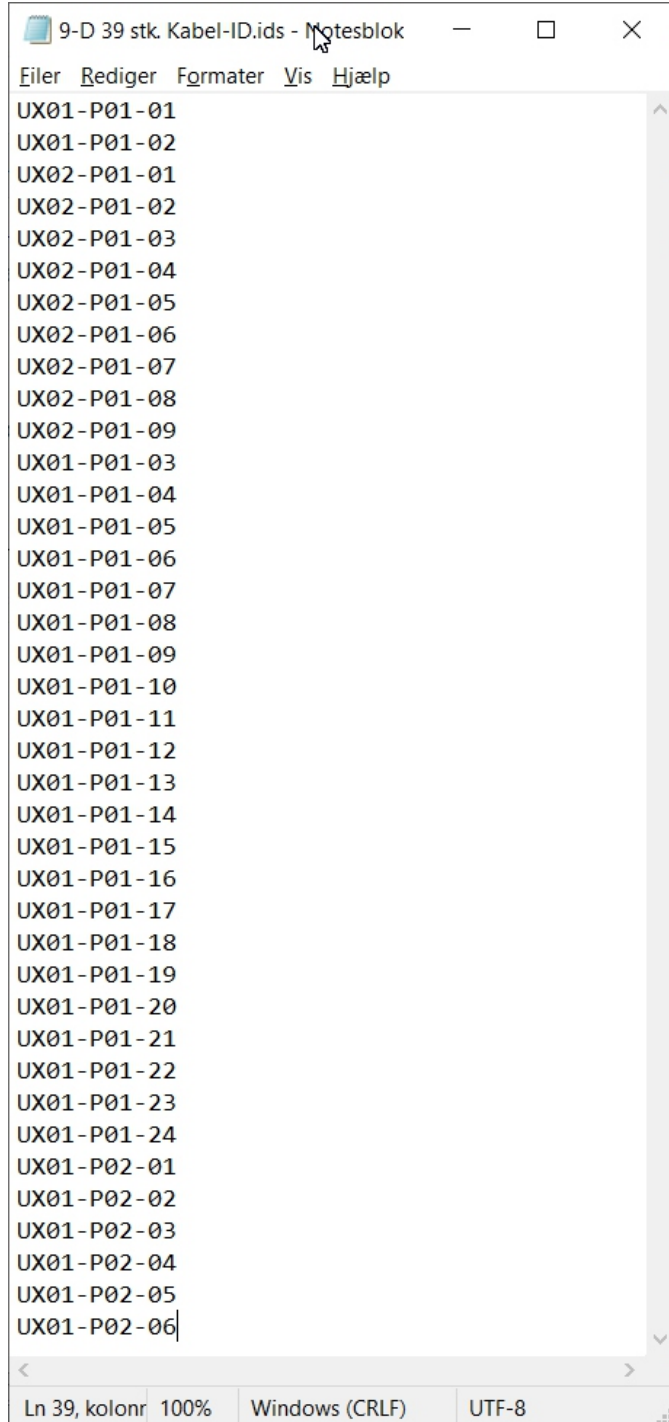 9-D 39 stk. Kabel-ID.ids - Notesblok
Filer Rediger Formater Vis Hjælp
UX01-P01-01
UX01-P01-02
UX02-P01-01
UX02-P01-02
UX02-P01-03
UX02-P01-04
UX02-P01-05
UX02-P01-06
UX02-P01-07
UX02-P01-08
UX02-P01-09
UX01-P01-03
UX01-P01-04
UX01-P01-05
UX01-P01-06
UX01-P01-07
UX01-P01-08
UX01-P01-09
UX01-P01-10
UX01-P01-11
UX01-P01-12
UX01-P01-13
UX01-P01-14
UX01-P01-15
UX01-P01-16
UX01-P01-17
UX01-P01-18
UX01-P01-19
UX01-P01-20
UX01-P01-21
UX01-P01-22
UX01-P01-23
UX01-P01-24
UX01-P02-01
UX01-P02-02
UX01-P02-03
UX01-P02-04
UX01-P02-05
UX01-P02-06
Ln 39, kolonr 100% Windows (CRLF) UTF-8